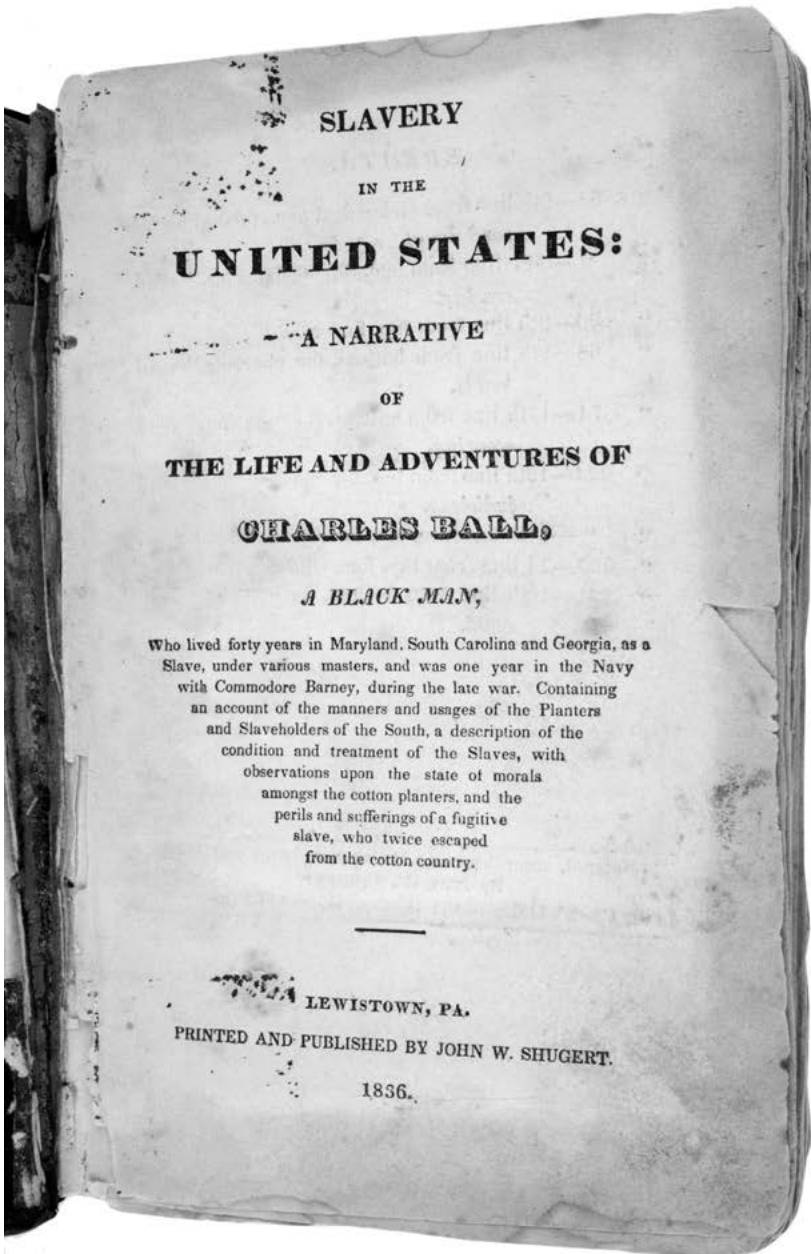 SLAVERY
IN THE
UNITED STATES:
A NARRATIVE
OF
THE LIFE AND ADVENTURES OF
CHARLES BALL,
A BLACK MAN,
Who lived forty years in Maryland, South Carolina and Georgia, as a
Slave, under various masters, and was one year in the Navy
with Commodore Barney, during the late war. Containing
an account of the manners and usages of the Planters
and Slaveholders of the South, a description of the
condition and treatment of the Slaves, with
observations upon the state of morals
amongst the cotton planters, and the
perils and sufferings of a fugitive
slave, who twice escaped
from the cotton country.
LEWISTOWN, PA.
PRINTED AND PUBLISHED BY JOHN W. SHUGERT.
1836.